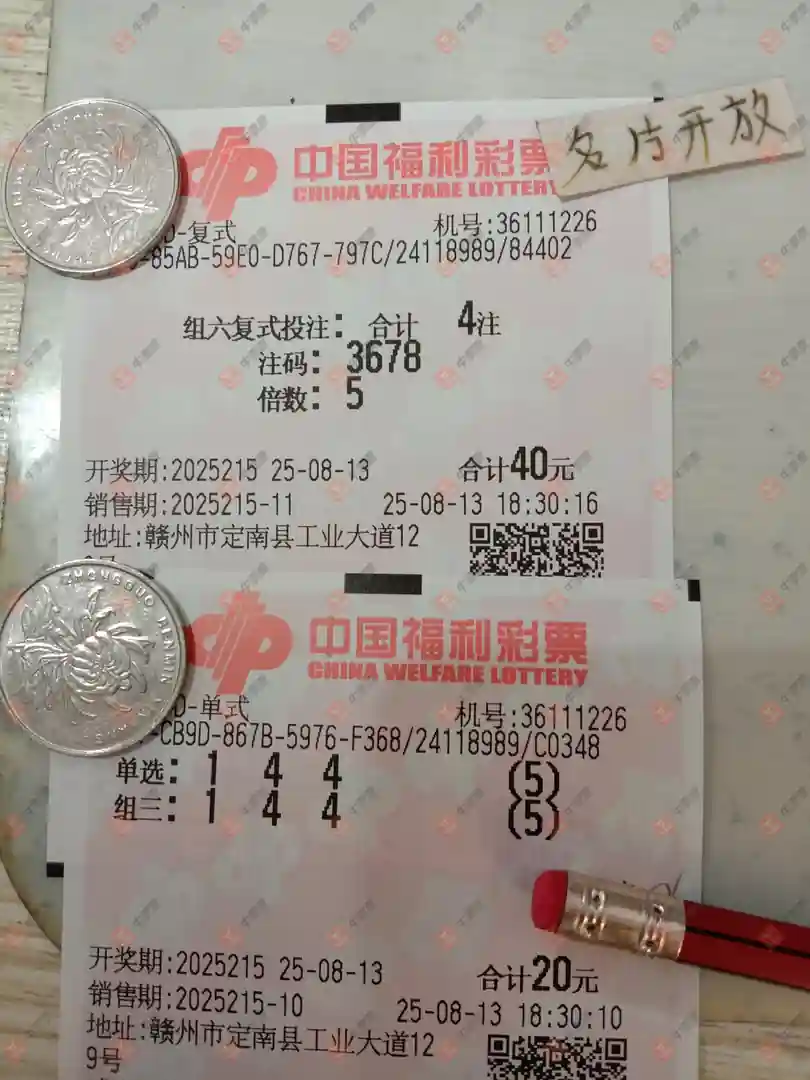 中国福利彩票
CHINA WELFARE LOTTERY
名片开放
D-复式 机号:36111226
-85AB-59E0-D767-797C/24118989/84402
组六复式投注: 合计 4注
注码: 3678
倍数: 5
开奖期:2025215 25-08-13 合计40元
销售期:2025215-11 25-08-13 18:30:16
地址:赣州市定南县工业大道12
中国福利彩票
CHINA WELFARE LOTTERY
D-单式 机号:36111226
-CB9D-867B-5976-F368/24118989/C0348
单选: 1 4 4 (5)
组三: 1 4 4 (5)
开奖期:2025215 25-08-13 合计20元
销售期:2025215-10 25-08-13 18:30:10
地址:赣州市定南县工业大道12
9号